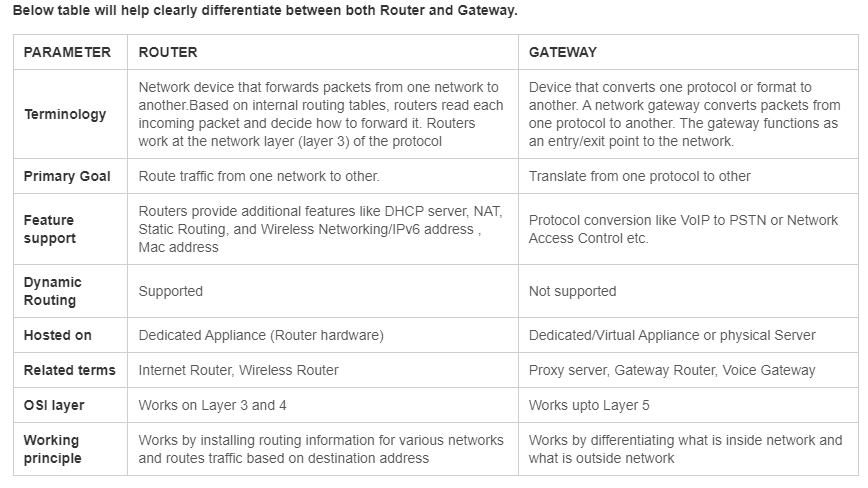 Below table will help clearly differentiate between both Router and Gateway.
PARAMETER ROUTER GATEWAY
Terminology
Network device that forwards packets from one network to
another.Based on internal routing tables, routers read each
incoming packet and decide how to forward it. Routers
work at the network layer (layer 3) of the protocol
Device that converts one protocol or format to
another. A network gateway converts packets from
one protocol to another. The gateway functions as
an entry/exit point to the network.
Primary Goal
Route traffic from one network to other.
Translate from one protocol to other
Feature
support
Routers provide additional features like DHCP server, NAT,
Static Routing, and Wireless Networking/IPv6 address ,
Mac address
Protocol conversion like VoIP to PSTN or Network
Access Control etc.
Dynamic
Routing
Supported
Not supported
Hosted on
Dedicated Appliance (Router hardware)
Dedicated/Virtual Appliance or physical Server
Related terms
Internet Router, Wireless Router
Proxy server, Gateway Router, Voice Gateway
OSI layer
Works on Layer 3 and 4
Works upto Layer 5
Working
principle
Works by installing routing information for various networks
and routes traffic based on destination address
Works by differentiating what is inside network and
what is outside network